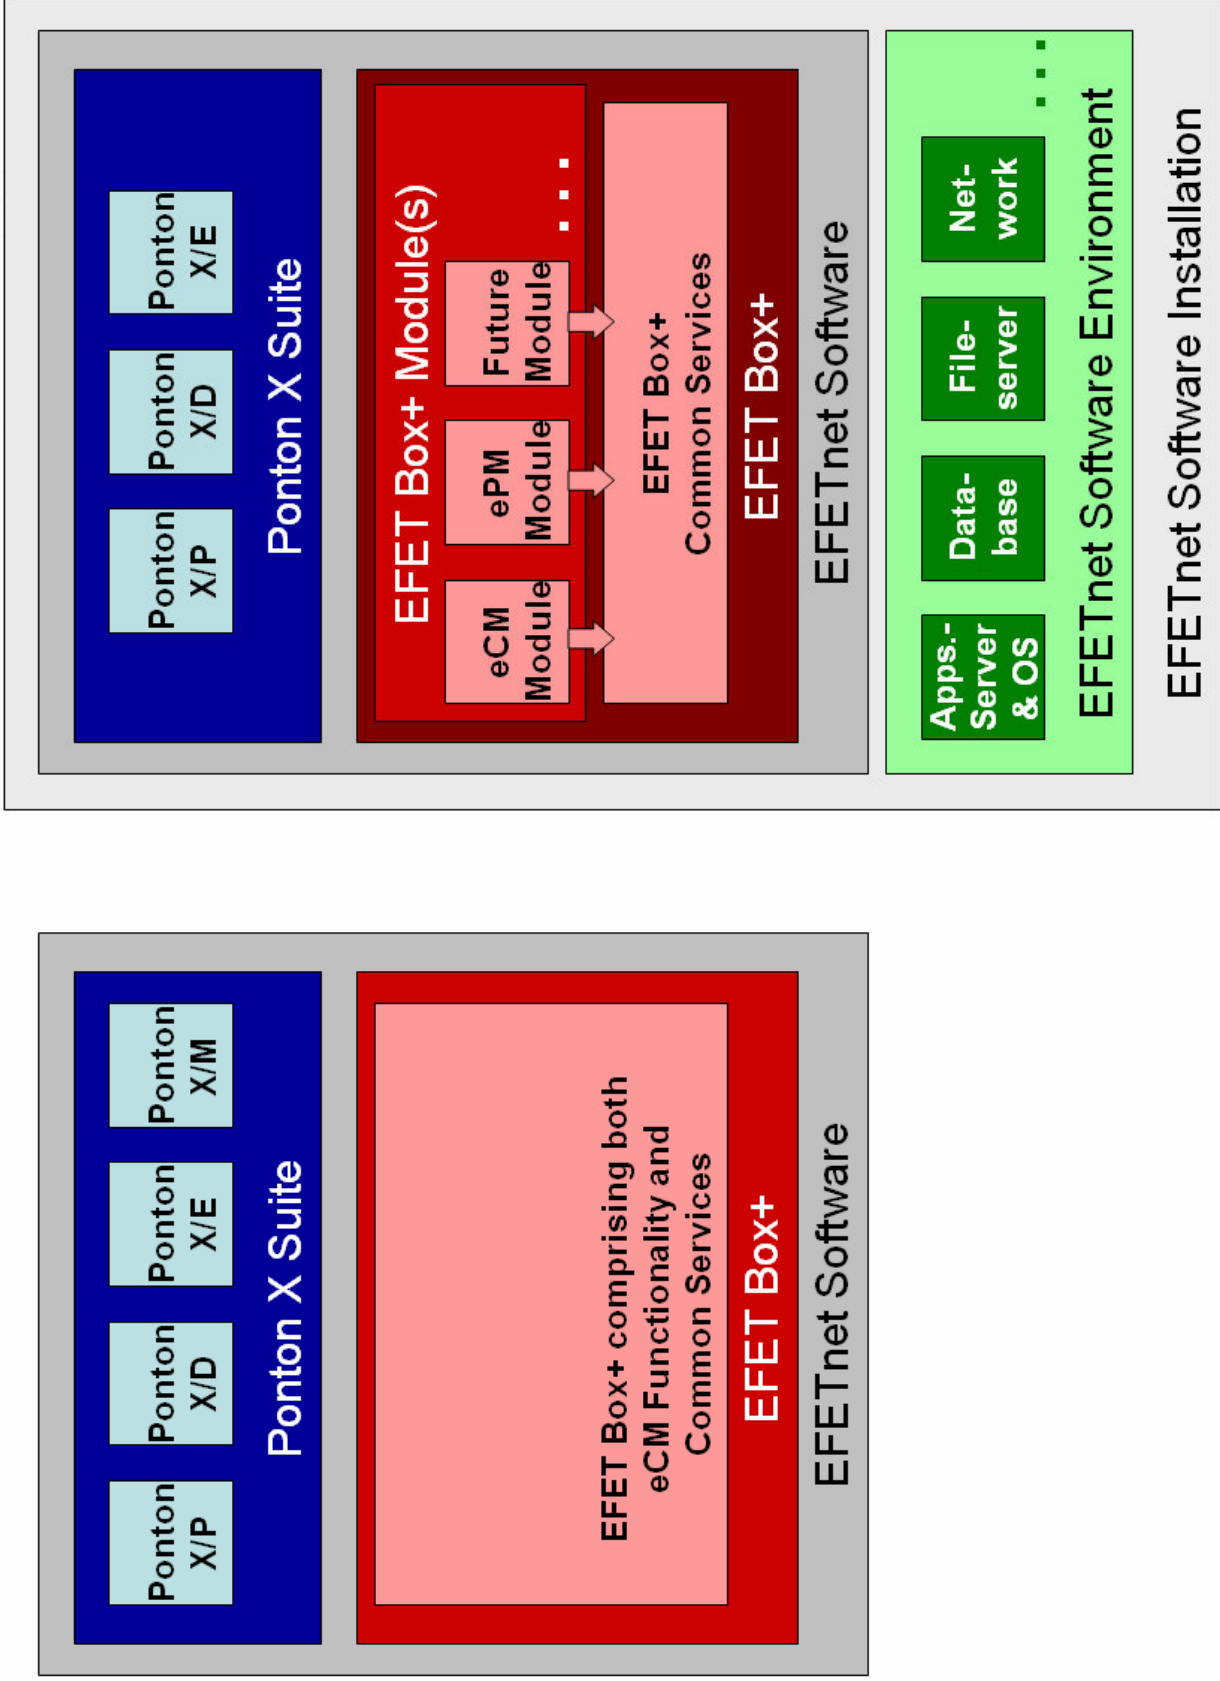 Ponton
X/P
Ponton
X/D
Ponton
X/E
Ponton
X/M
Ponton X Suite
EFET Box+ comprising both
eCM Functionality and
Common Services
EFET Box+
EFETnet Software
Ponton
X/P
Ponton
X/D
Ponton
X/E
Ponton X Suite
EFET Box+ Module(s)
eCM
Module
ePM
Module
Future
Module
...
EFET Box+
Common Services
EFET Box+
EFETnet Software
Apps.-
Server
& OS
Data-
base
File-
server
Net-
work
...
EFETnet Software Environment
EFETnet Software Installation